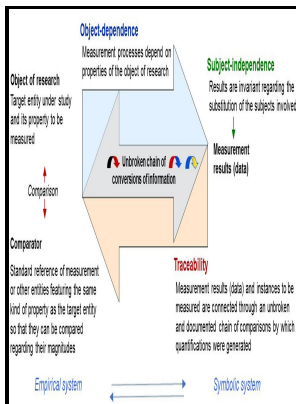 Object-dependence
Measurement processes depend on
properties of the object of research
Object of research
Target entity under study
and its property to be
measured
Subject-independence
Results are invariant regarding the
substitution of the subjects involved
Measurement
results (data)
Unbroken chain of
conversions of information
Comparison
Comparator
Standard reference of measurement
or other entities featuring the same
kind of property as the target entity
so that they can be compared
regarding their magnitudes
Traceability
Measurement results (data) and instances to be
measured are connected through an unbroken
and documented chain of comparisons by which
quantifications were generated
Empirical system
Symbolic system